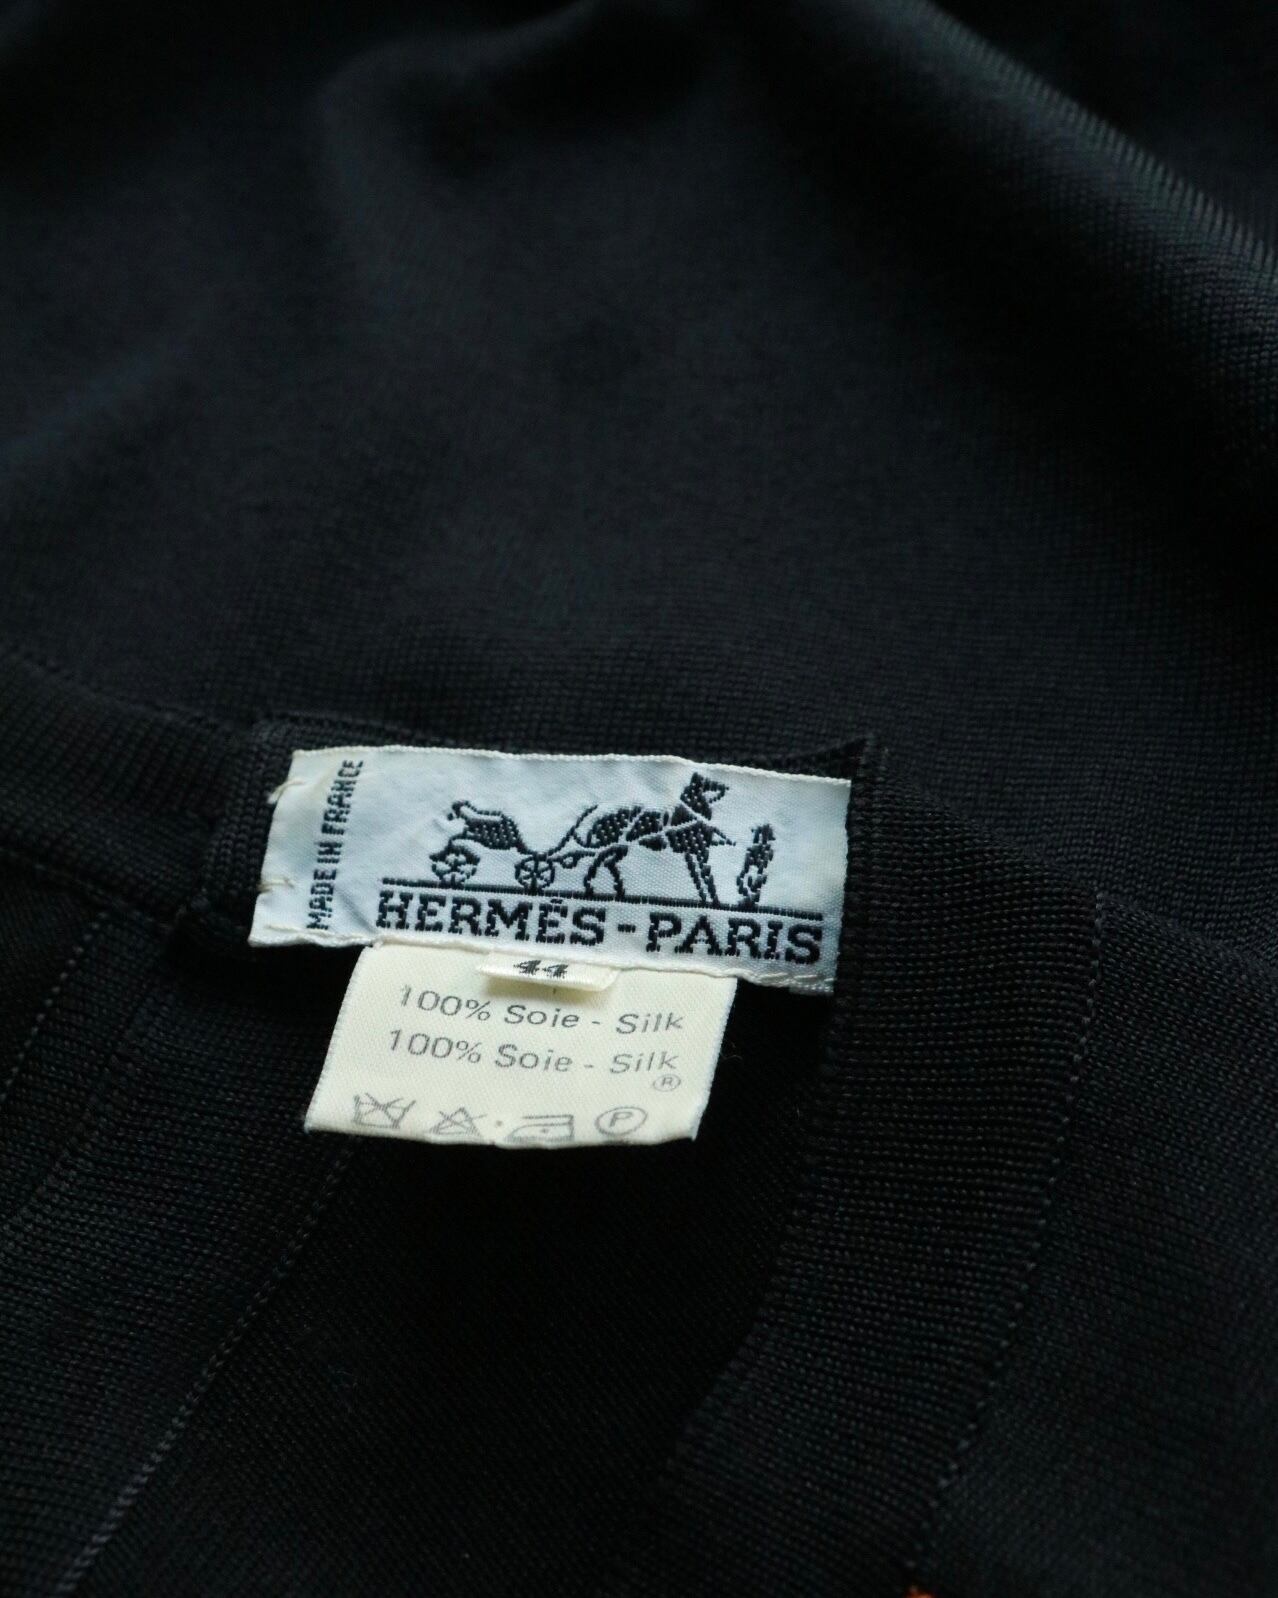 MADE IN FRANCE
HERMÈS-PARIS
44
100% Soie - Silk
100% Soie - Silk
®
P